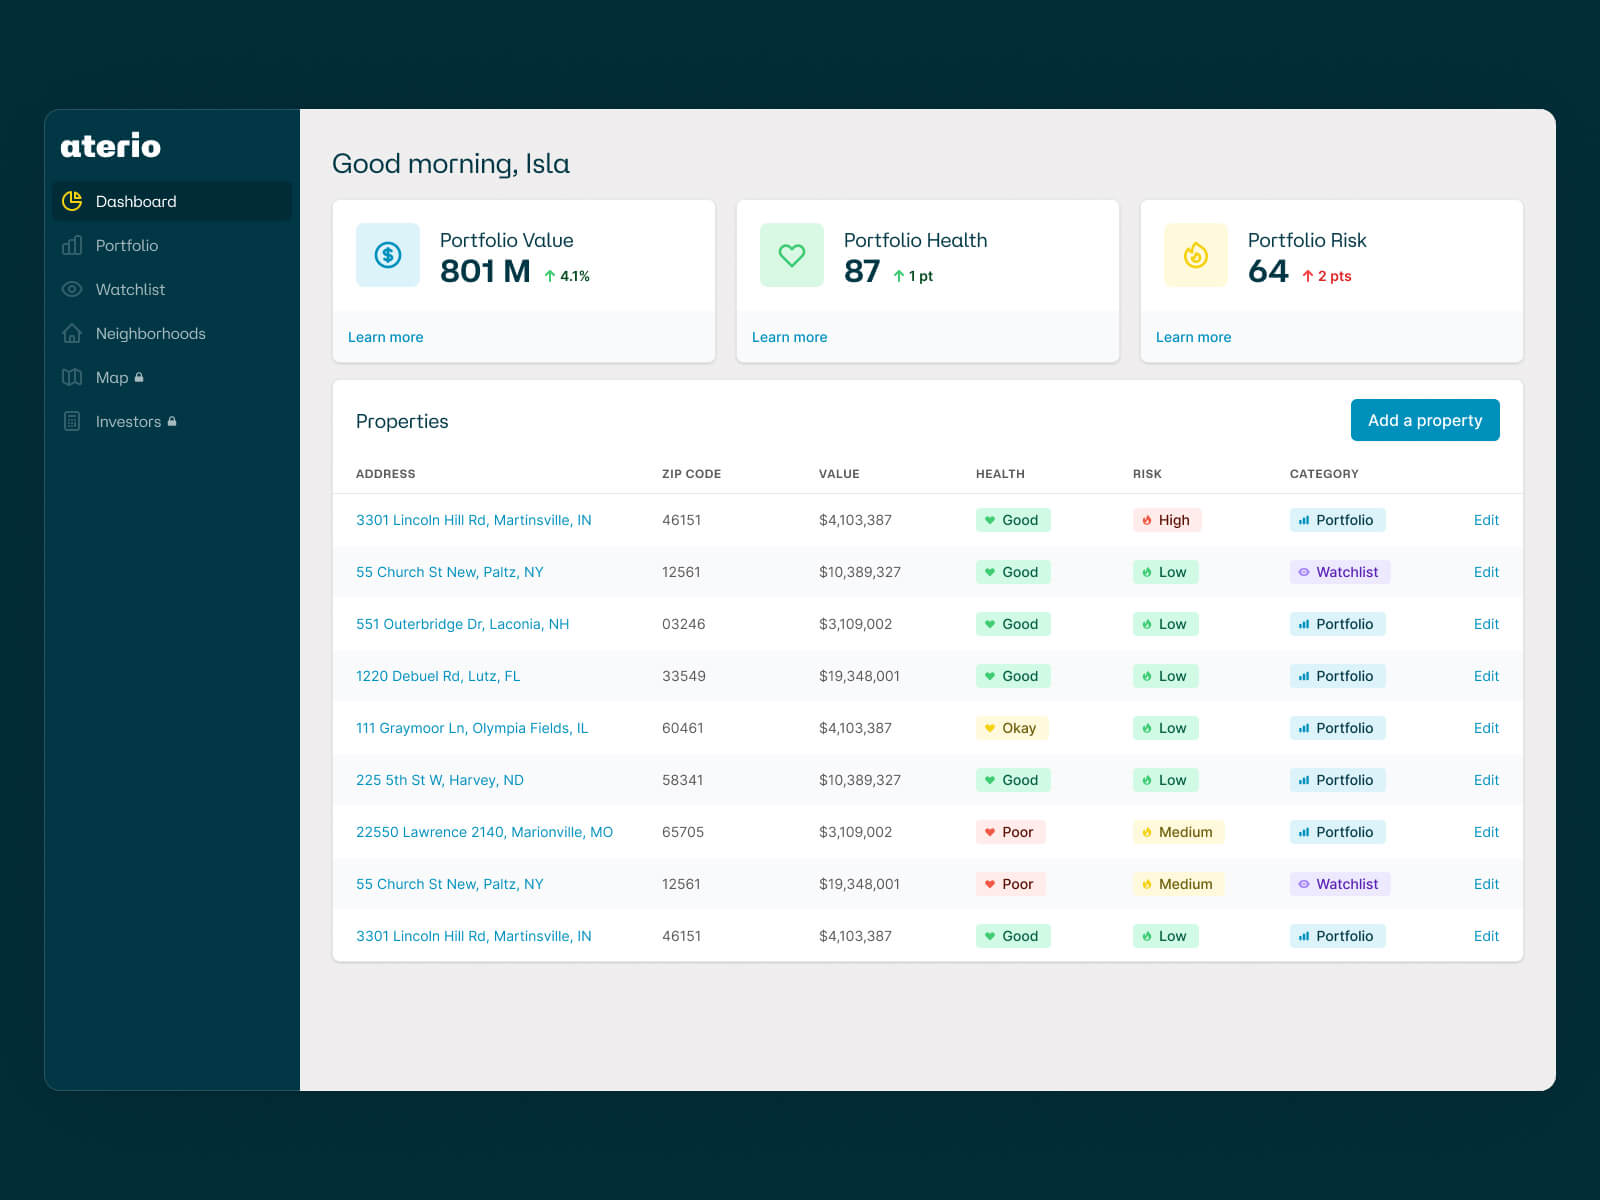 aterio
Dashboard
Portfolio
Watchlist
Neighborhoods
Map
Investors
Good morning, Isla
Portfolio Value
801 M 4.1%
Learn more
Portfolio Health
87 1 pt
Learn more
Portfolio Risk
64 2 pts
Learn more
Properties
Add a property
ADDRESS ZIP CODE VALUE HEALTH RISK CATEGORY
3301 Lincoln Hill Rd, Martinsville, IN 46151 $4,103,387 Good High Portfolio Edit
55 Church St New, Paltz, NY 12561 $10,389,327 Good Low Watchlist Edit
551 Outerbridge Dr, Laconia, NH 03246 $3,109,002 Good Low Portfolio Edit
1220 Debuel Rd, Lutz, FL 33549 $19,348,001 Good Low Portfolio Edit
111 Graymoor Ln, Olympia Fields, IL 60461 $4,103,387 Okay Low Portfolio Edit
225 5th St W, Harvey, ND 58341 $10,389,327 Good Low Portfolio Edit
22550 Lawrence 2140, Marionville, MO 65705 $3,109,002 Poor Medium Portfolio Edit
55 Church St New, Paltz, NY 12561 $19,348,001 Poor Medium Watchlist Edit
3301 Lincoln Hill Rd, Martinsville, IN 46151 $4,103,387 Good Low Portfolio Edit